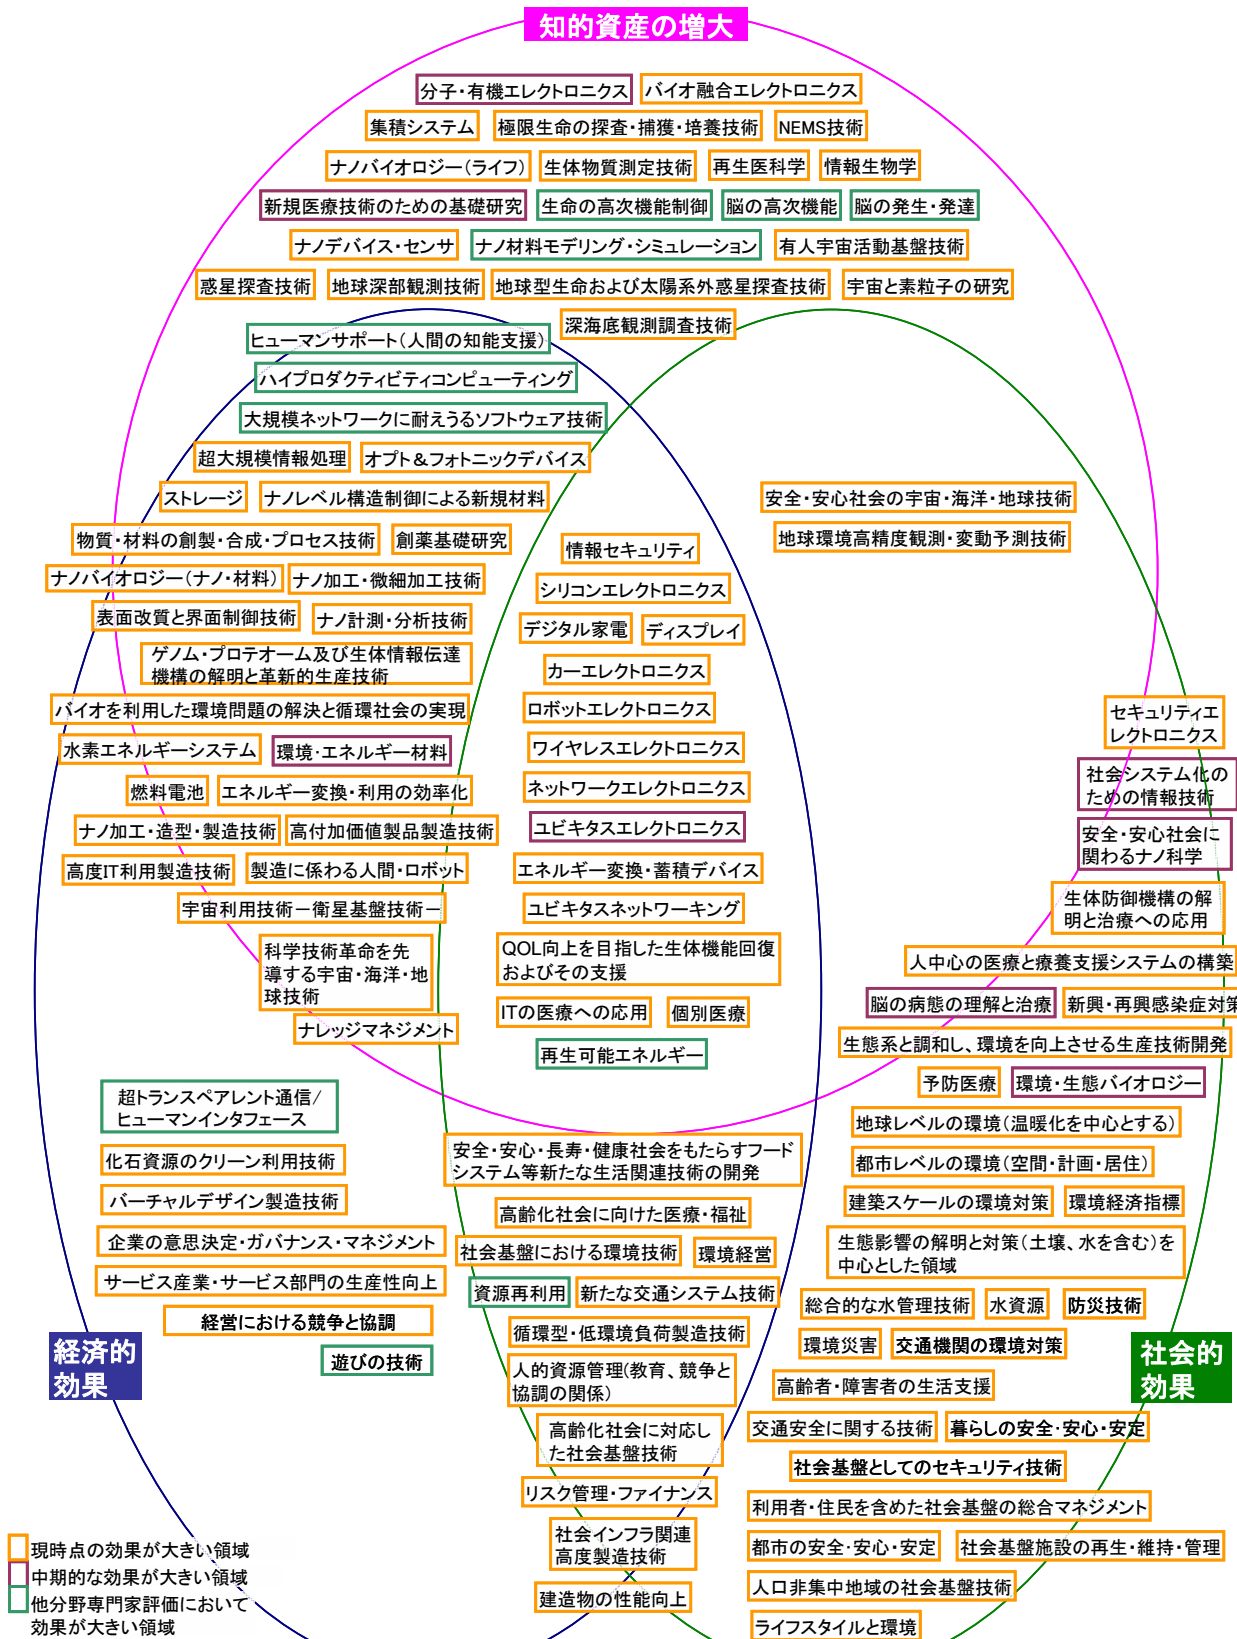 知的資産の増大
分子・有機エレクトロニクス
バイオ融合エレクトロニクス
集積システム
極限生命の探査・捕獲・培養技術
NEMS技術
ナノバイオロジー(ライフ)
生体物質測定技術
再生医科学
情報生物学
新規医療技術のための基礎研究
生命の高次機能制御
脳の高次機能
脳の発生・発達
ナノデバイス・センサ
ナノ材料モデリング・シミュレーション
有人宇宙活動基盤技術
惑星探査技術
地球深部観測技術
地球型生命および太陽系外惑星探査技術
宇宙と素粒子の研究
深海底観測調査技術
ヒューマンサポート(人間の知能支援)
ハイプロダクティビティコンピューティング
大規模ネットワークに耐えうるソフトウェア技術
超大規模情報処理
オプト&フォトニックデバイス
ストレージ
ナノレベル構造制御による新規材料
安全・安心社会の宇宙・海洋・地球技術
物質・材料の創製・合成・プロセス技術
創薬基礎研究
地球環境高精度観測・変動予測技術
情報セキュリティ
ナノバイオロジー(ナノ・材料)
ナノ加工・微細加工技術
シリコンエレクトロニクス
表面改質と界面制御技術
ナノ計測・分析技術
デジタル家電
ディスプレイ
ゲノム・プロテオーム及び生体情報伝達
機構の解明と革新的生産技術
カーエレクトロニクス
バイオを利用した環境問題の解決と循環社会の実現
ロボットエレクトロニクス
セキュリティエ
レクトロニクス
水素エネルギーシステム
環境・エネルギー材料
ワイヤレスエレクトロニクス
社会システム化の
ための情報技術
燃料電池
エネルギー変換・利用の効率化
ネットワークエレクトロニクス
ナノ加工・造型・製造技術
高付加価値製品製造技術
ユビキタスエレクトロニクス
安全・安心社会に
関わるナノ科学
高度IT利用製造技術
製造に係わる人間・ロボット
エネルギー変換・蓄積デバイス
宇宙利用技術-衛星基盤技術-
ユビキタスネットワーキング
生体防御機構の解
明と治療への応用
科学技術革命を先
導する宇宙・海洋・地
球技術
QOL向上を目指した生体機能回復
およびその支援
人中心の医療と療養支援システムの構築
ITの医療への応用
個別医療
脳の病態の理解と治療
新興・再興感染症対策
ナレッジマネジメント
再生可能エネルギー
生態系と調和し、環境を向上させる生産技術開発
予防医療
環境・生態バイオロジー
超トランスペアレント通信/
ヒューマンインタフェース
地球レベルの環境(温暖化を中心とする)
化石資源のクリーン利用技術
安全・安心・長寿・健康社会をもたらすフード
システム等新たな生活関連技術の開発
都市レベルの環境(空間・計画・居住)
バーチャルデザイン製造技術
高齢化社会に向けた医療・福祉
建築スケールの環境対策
環境経済指標
企業の意思決定・ガバナンス・マネジメント
社会基盤における環境技術
環境経営
生態影響の解明と対策(土壌、水を含む)を
中心とした領域
サービス産業・サービス部門の生産性向上
資源再利用
新たな交通システム技術
総合的な水管理技術
水資源
防災技術
経営における競争と協調
循環型・低環境負荷製造技術
環境災害
交通機関の環境対策
経済的
効果
遊びの技術
人的資源管理(教育、競争と
協調の関係)
高齢者・障害者の生活支援
社会的
効果
高齢化社会に対応し
た社会基盤技術
交通安全に関する技術
暮らしの安全・安心・安定
社会基盤としてのセキュリティ技術
リスク管理・ファイナンス
利用者・住民を含めた社会基盤の総合マネジメント
社会インフラ関連
高度製造技術
都市の安全・安心・安定
社会基盤施設の再生・維持・管理
建造物の性能向上
人口非集中地域の社会基盤技術
ライフスタイルと環境
現時点の効果が大きい領域
中期的な効果が大きい領域
他分野専門家評価において
効果が大きい領域